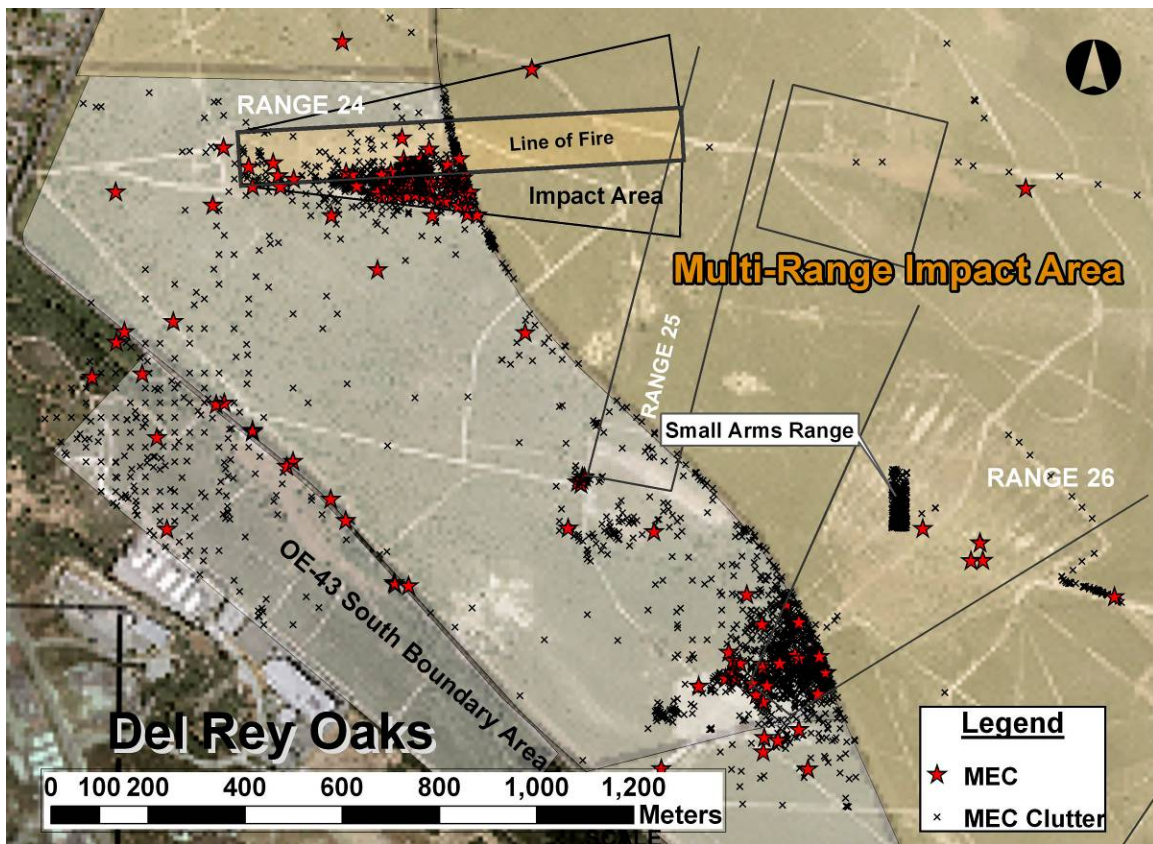 RANGE 24
Line of Fire
Impact Area
Multi-Range Impact Area
RANGE 25
Small Arms Range
RANGE 26
OE-43 South Boundary Area
Del Rey Oaks
0 100 200 400 600 800 1,000 1,200
Meters
SCALE
Legend
MEC
MEC Clutter